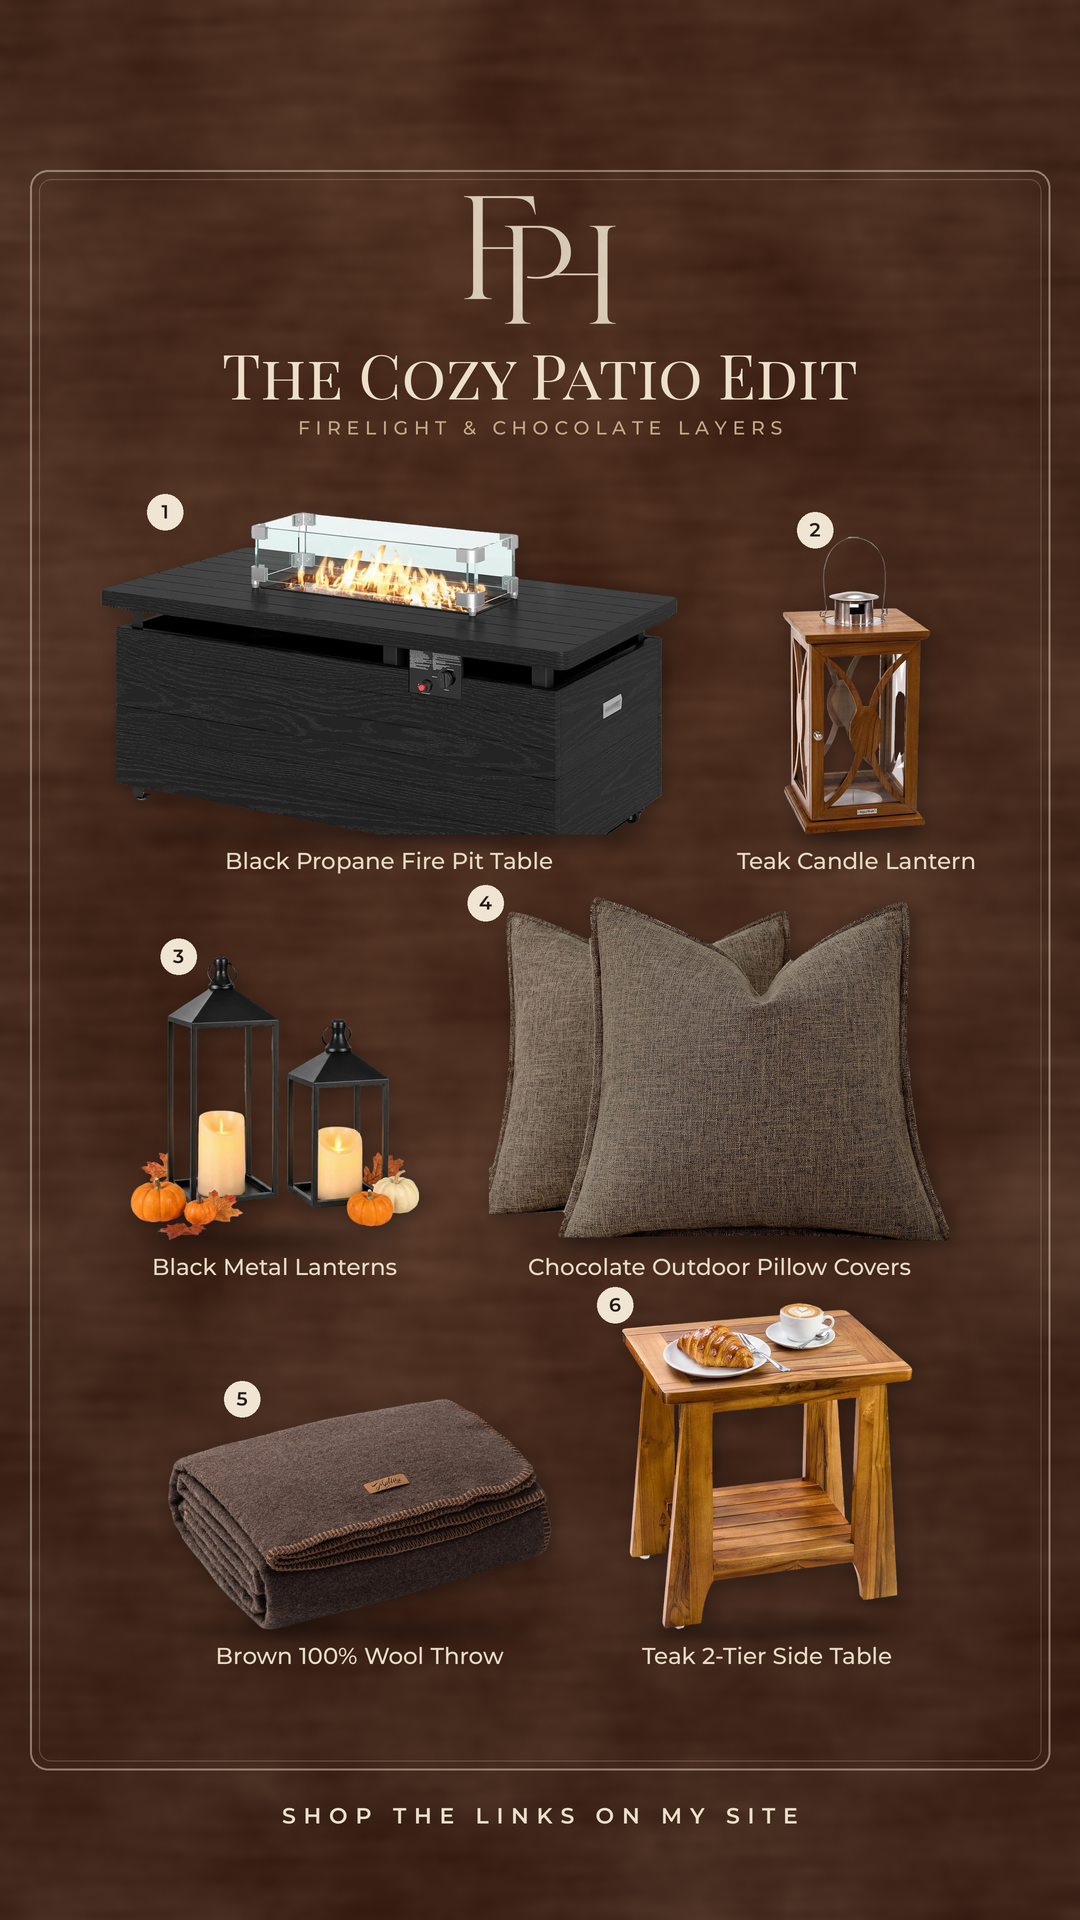 FPH
THE COZY PATIO EDIT
FIRELIGHT & CHOCOLATE LAYERS
1
2
Black Propane Fire Pit Table
Teak Candle Lantern
3
4
Black Metal Lanterns
Chocolate Outdoor Pillow Covers
5
6
Brown 100% Wool Throw
Teak 2-Tier Side Table
SHOP THE LINKS ON MY SITE